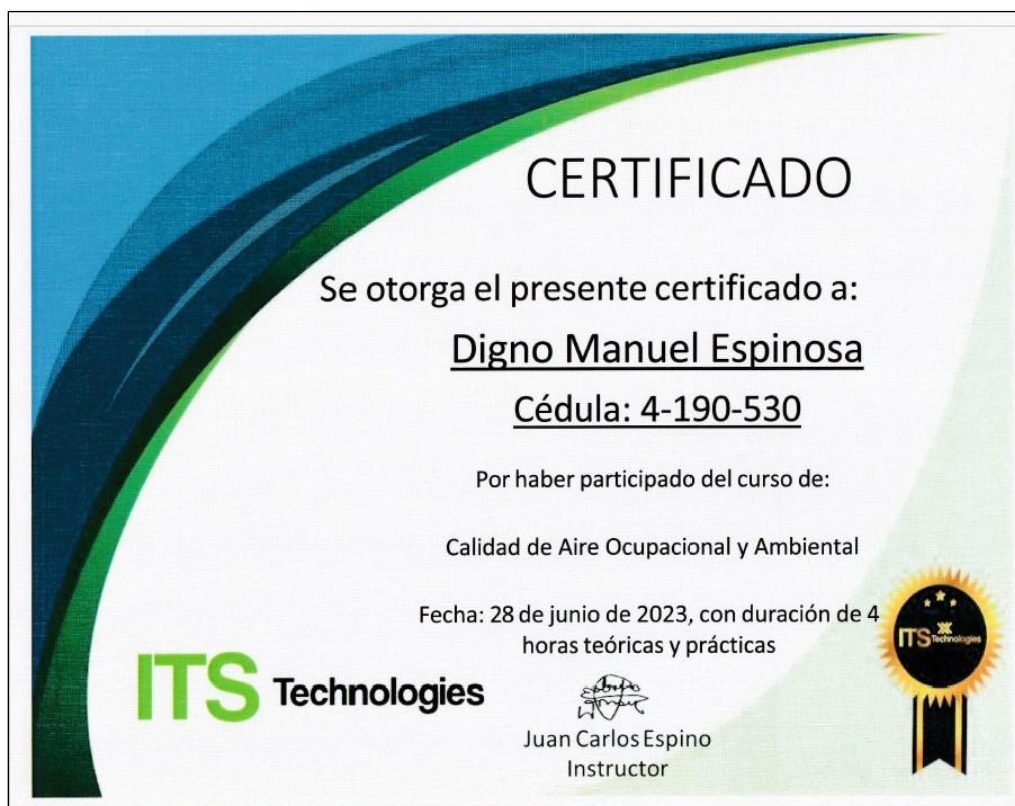 CERTIFICADO
Se otorga el presente certificado a:
Digno Manuel Espinosa
Cédula: 4-190-530
Por haber participado del curso de:
Calidad de Aire Ocupacional y Ambiental
Fecha: 28 de junio de 2023, con duración de 4
horas teóricas y prácticas
ITS Technologies
Juan Carlos Espino
Instructor
ITS Technologies